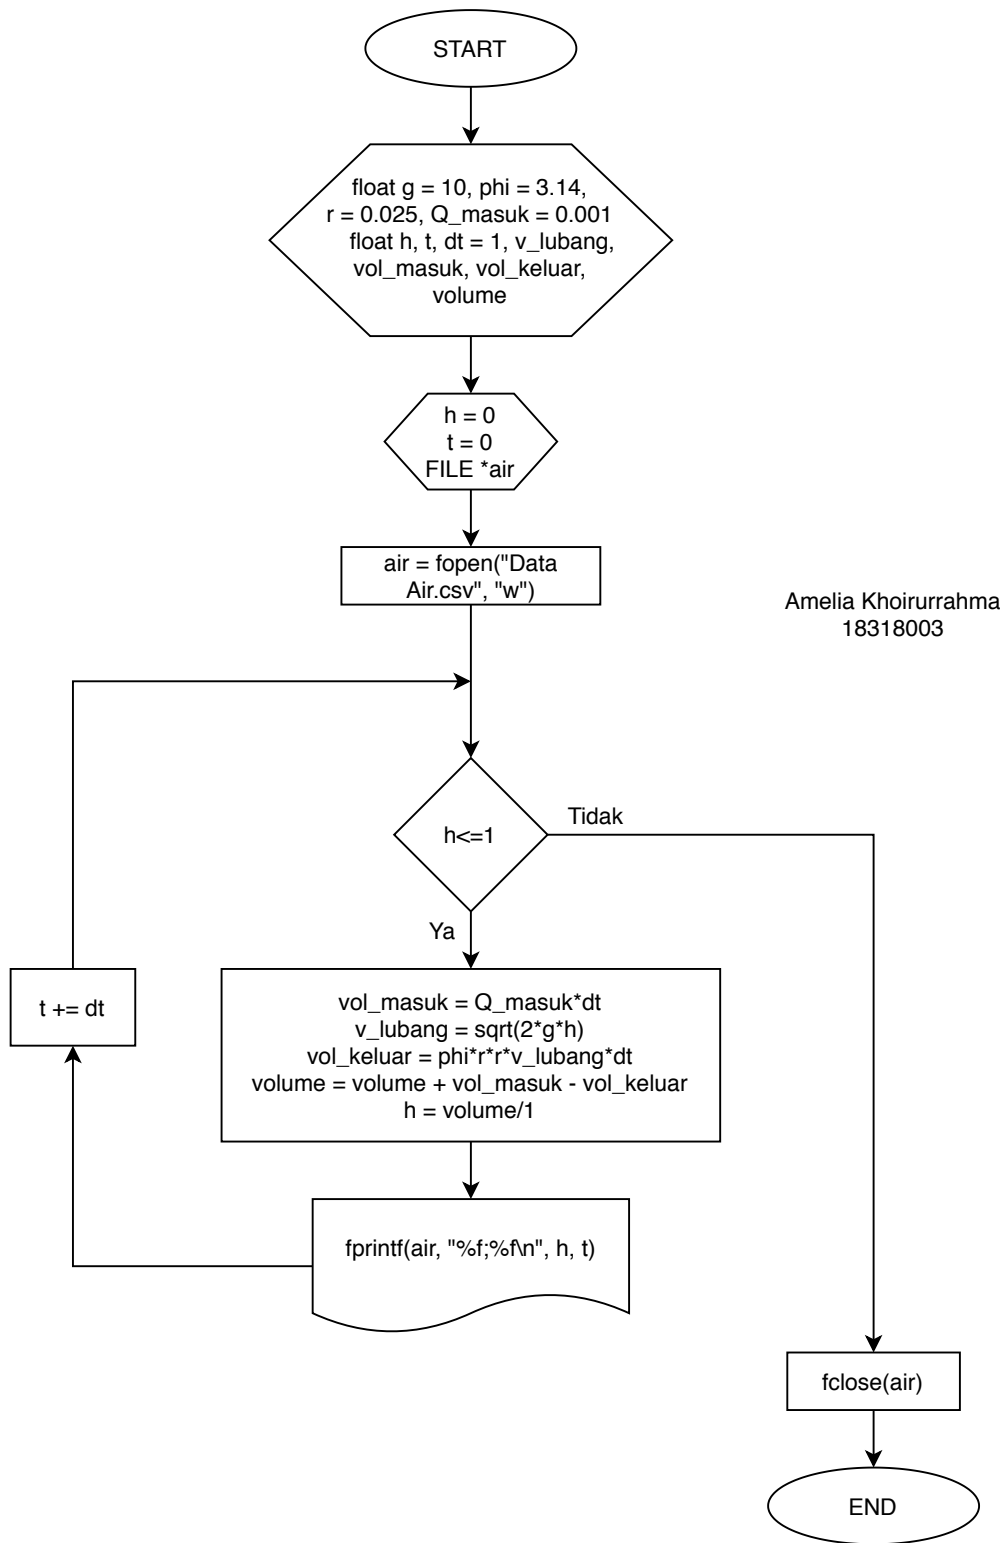 START
float g = 10, phi = 3.14,
r = 0.025, Q_masuk = 0.001
float h, t, dt = 1, v_lubang,
vol_masuk, vol_keluar,
volume
h = 0
t = 0
FILE *air
air = fopen("Data
Air.csv", "w")
Amelia Khoirurrahma
18318003
h<=1
Tidak
Ya
t += dt
vol_masuk = Q_masuk*dt
v_lubang = sqrt(2*g*h)
vol_keluar = phi*r*r*v_lubang*dt
volume = volume + vol_masuk - vol_keluar
h = volume/1
fprintf(air, "%f;%f\n", h, t)
fclose(air)
END